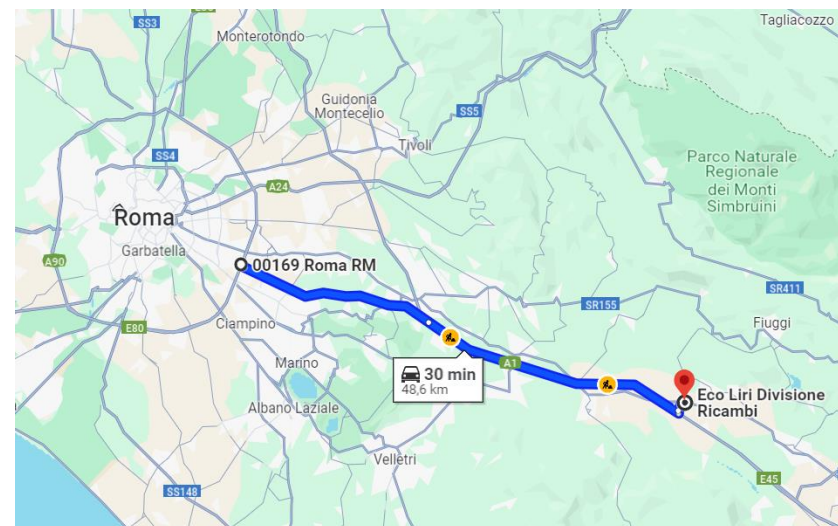 SS3
Tagliacozzo
Monterotondo
Guidonia
Montecelio
SS5
Tivoli
SS4
Parco Naturale
Regionale
dei Monti
Simbruini
A24
Roma
Garbatella
A90
00169 Roma RM
SR411
SR155
Fiuggi
E80
Ciampino
A1
30 min
48,6 km
Marino
Eco Liri Divisione
Ricambi
Albano Laziale
Velletri
E45
SS148